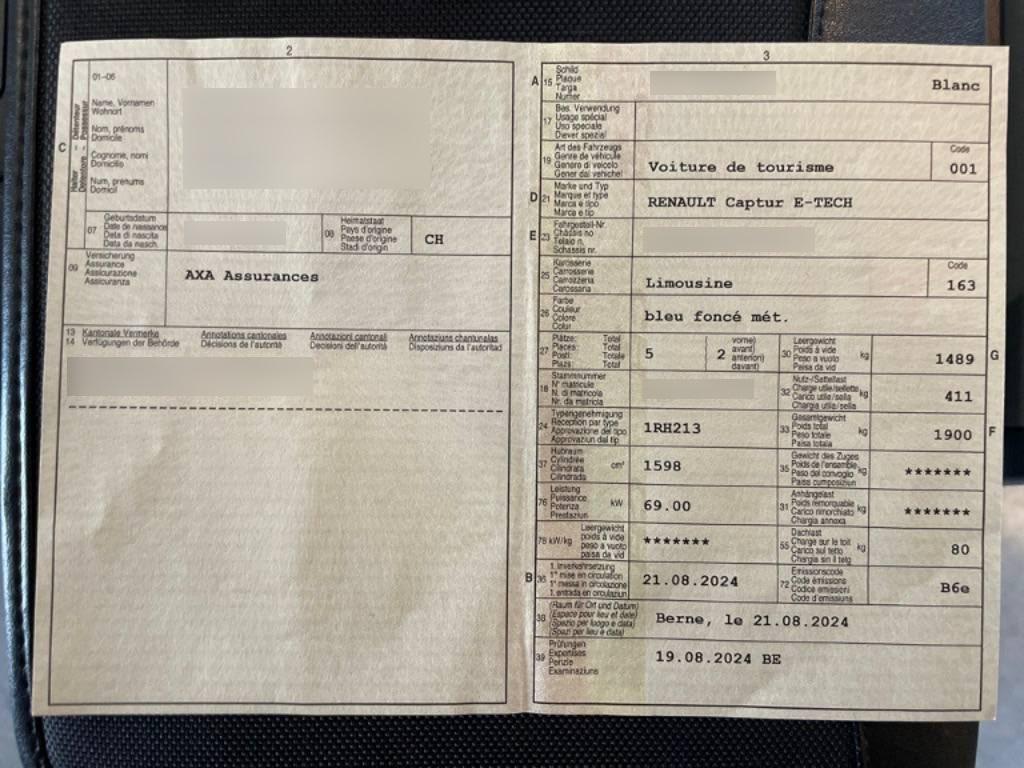 2
01-06
Name, Vornamen
Wohnort
Nom, prénoms
Domicile
Cognome, nomi
Domicilio
Num, prenums
Domicil
C
Halter – Détenteur
Detentore – Possessur
07
Geburtsdatum
Date de naissance
Data di nascita
Data da nasch.
08
Heimatstaat
Pays d'origine
Paese d'origine
Stadi d'origin
CH
09
Versicherung
Assurance
Assicurazione
Assicuranza
AXA Assurances
13 Kantonale Vermerke Annotations cantonales Annotazioni cantonali Annotaziuns chantunalas
14 Verfügungen der Behörde Décisions de l'autorité Decisioni dell'autorità Disposiziuns da l'autoritad
3
A 15
Schild
Plaque
Targa
Numer
Blanc
17
Bes. Verwendung
Usage spécial
Uso speciale
Diever spezial
19
Art des Fahrzeugs
Genre de véhicule
Genere di veicolo
Gener dal vehichel
Voiture de tourisme
Code
001
D 21
Marke und Typ
Marque et type
Marca e tipo
Marca e tip
RENAULT Captur E-TECH
E 23
Fahrgestell-Nr.
Châssis no
Telaio n.
Schassis nr.
25
Karosserie
Carrosserie
Carrozzeria
Carossaria
Limousine
Code
163
26
Farbe
Couleur
Colore
Colur
bleu foncé mét.
27
Plätze: Total
Places: Total
Posti: Totale
Plazs: Total
5
2
vorne)
avant)
anteriori)
davant)
30
Leergewicht
Poids à vide
Peso a vuoto
Paisa da vid
kg
1489
G
18
Stammnummer
N° matricule
N. di matricola
Nr. da matricla
32
Nutz-/Sattellast
Charge utile/sellette
Carico utile/sella
Chargia utila/sella
kg
411
24
Typengenehmigung
Réception par type
Approvazione del tipo
Approvaziun dal tip
1RH213
33
Gesamtgewicht
Poids total
Peso totale
Paisa totala
kg
1900
F
37
Hubraum
Cylindrée
Cilindrata
Cilindrada
cm³
1598
35
Gewicht des Zuges
Poids de l'ensemble
Peso del convoglio
Paisa cumposiziun
kg
*******
76
Leistung
Puissance
Potenza
Prestaziun
kW
69.00
31
Anhängelast
Poids remorquable
Carico rimorchiato
Chargia annexa
kg
*******
78 kW/kg
Leergewicht
poids à vide
peso a vuoto
paisa da vid
*******
55
Dachlast
Charge sur le toit
Carico sul tetto
Chargia sin il tetg
kg
80
B 36
1. Inverkehrsetzung
1re mise en circulation
1a messa in circolazione
1. entrada en circulaziun
21.08.2024
72
Emissionscode
Code émissions
Codice emissioni
Code d'emissiuns
B6e
38
(Raum für Ort und Datum)
(Espace pour lieu et date)
(Spazio per luogo e data)
(Spazi per lieu e data)
Berne, le 21.08.2024
39
Prüfungen
Expertises
Perizie
Examinaziuns
19.08.2024 BE